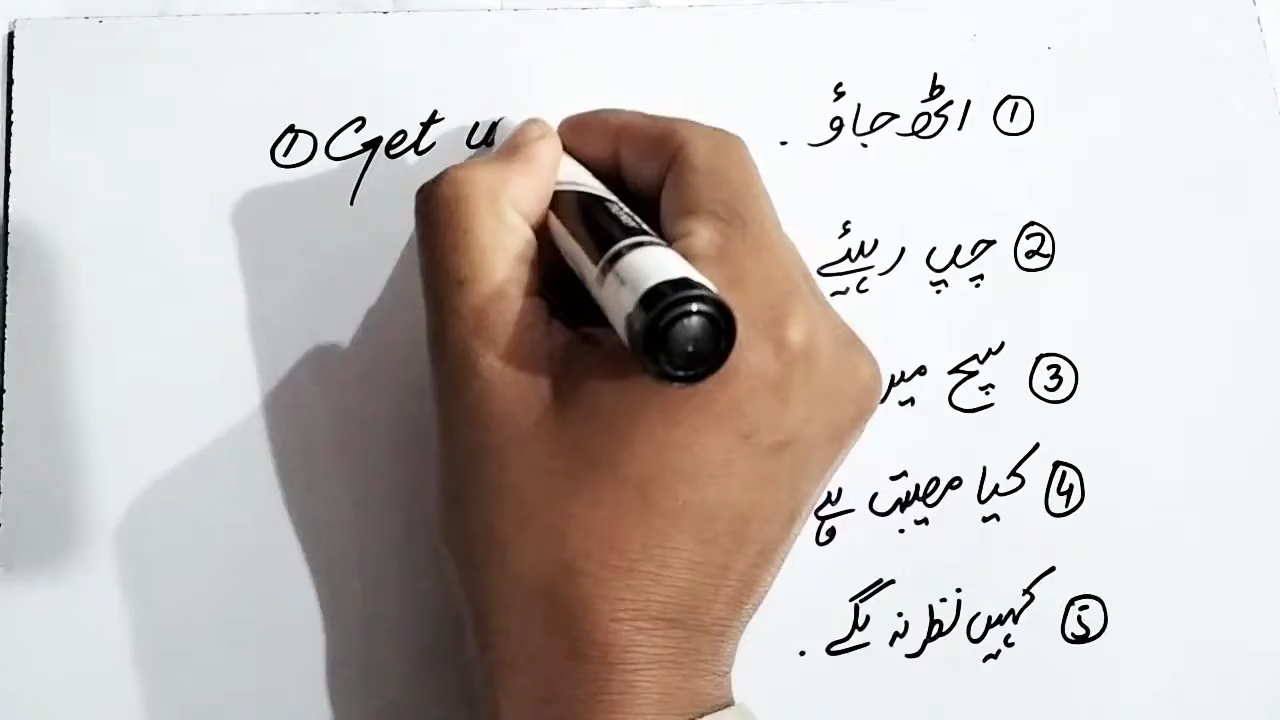 ① Get u
① اٹھ جاؤ .
② چپ رہیئے
③ سچ میں
④ کیا مصیبت ہے
⑤ کہیں نظر نہ لگے .